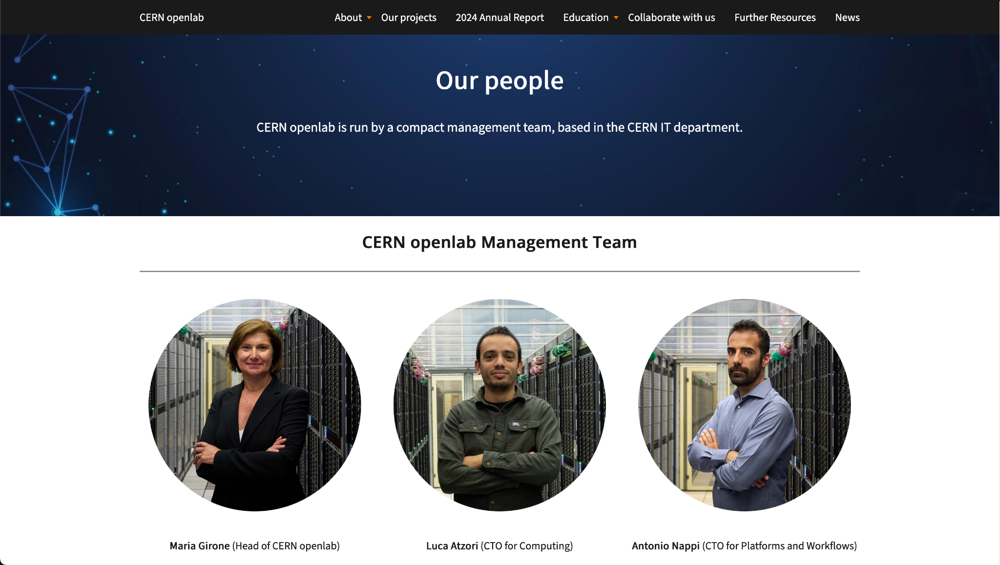 CERN openlab
About Our projects 2024 Annual Report Education Collaborate with us Further Resources News
Our people
CERN openlab is run by a compact management team, based in the CERN IT department.
CERN openlab Management Team
Maria Girone (Head of CERN openlab)
Luca Atzori (CTO for Computing)
Antonio Nappi (CTO for Platforms and Workflows)